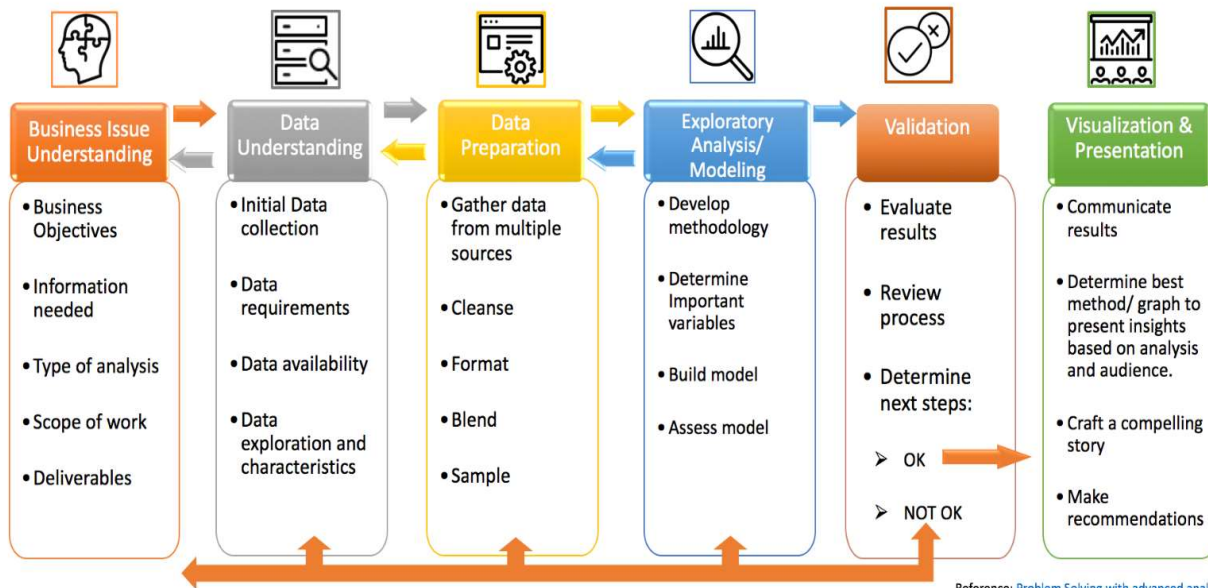 Business Issue
Understanding
• Business
Objectives
• Information
needed
• Type of analysis
• Scope of work
• Deliverables
Data
Understanding
• Initial Data
collection
• Data
requirements
• Data availability
• Data
exploration and
characteristics
Data
Preparation
• Gather data
from multiple
sources
• Cleanse
• Format
• Blend
• Sample
Exploratory
Analysis/
Modeling
• Develop
methodology
• Determine
Important
variables
• Build model
• Assess model
Validation
• Evaluate
results
• Review
process
• Determine
next steps:
➢ OK
➢ NOT OK
Visualization &
Presentation
• Communicate
results
• Determine best
method/ graph to
present insights
based on analysis
and audience.
• Craft a compelling
story
• Make
recommendations
Reference: Problem Solving with advanced